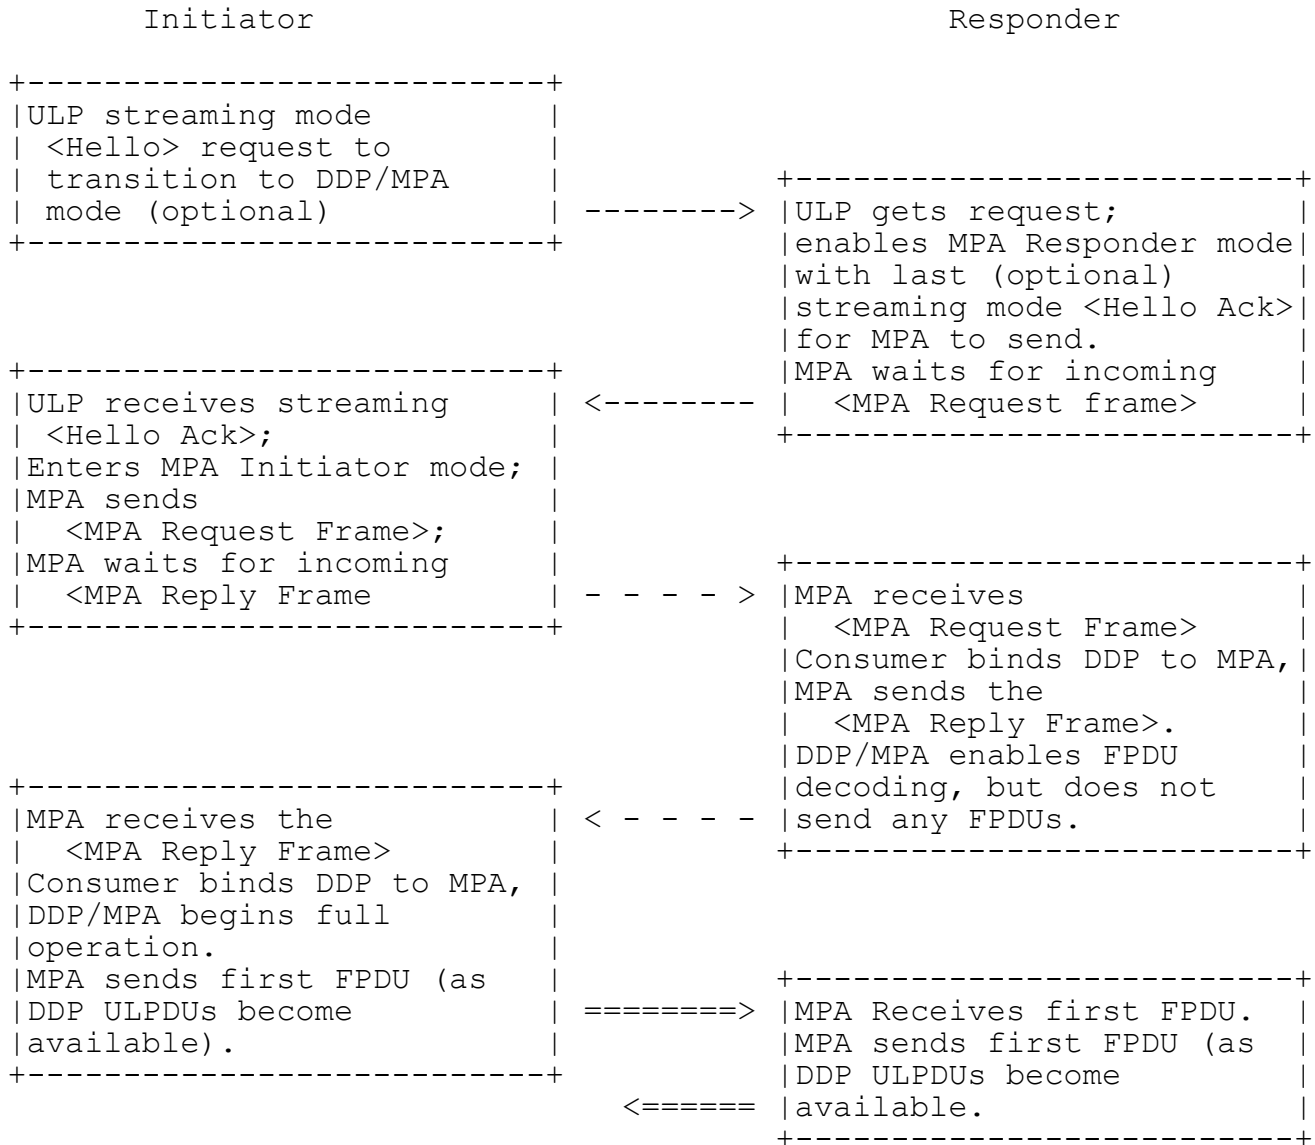 Initiator                                 Responder

+---------------------------+
|ULP streaming mode         |
| <Hello> request to        |
| transition to DDP/MPA     |           +--------------------------+
| mode (optional)           | --------> |ULP gets request;         |
+---------------------------+           |enables MPA Responder mode|
                                        |with last (optional)      |
                                        |streaming mode <Hello Ack>|
                                        |for MPA to send.          |
+---------------------------+           |MPA waits for incoming    |
|ULP receives streaming     | <-------- |  <MPA Request frame>     |
| <Hello Ack>;              |           +--------------------------+
|Enters MPA Initiator mode; |
|MPA sends                  |
|  <MPA Request Frame>;     |
|MPA waits for incoming     |           +--------------------------+
|  <MPA Reply Frame         | - - - - > |MPA receives              |
+---------------------------+           |  <MPA Request Frame>     |
                                        |Consumer binds DDP to MPA,|
                                        |MPA sends the             |
                                        |  <MPA Reply Frame>.      |
                                        |DDP/MPA enables FPDU      |
+---------------------------+           |decoding, but does not    |
|MPA receives the           | < - - - - |send any FPDUs.           |
|  <MPA Reply Frame>        |           +--------------------------+
|Consumer binds DDP to MPA, |
|DDP/MPA begins full        |
|operation.                 |
|MPA sends first FPDU (as   |           +--------------------------+
|DDP ULPDUs become          | ========> |MPA Receives first FPDU.  |
|available).                |           |MPA sends first FPDU (as  |
+---------------------------+           |DDP ULPDUs become         |
                                <====== |available.                |
                                        +--------------------------+